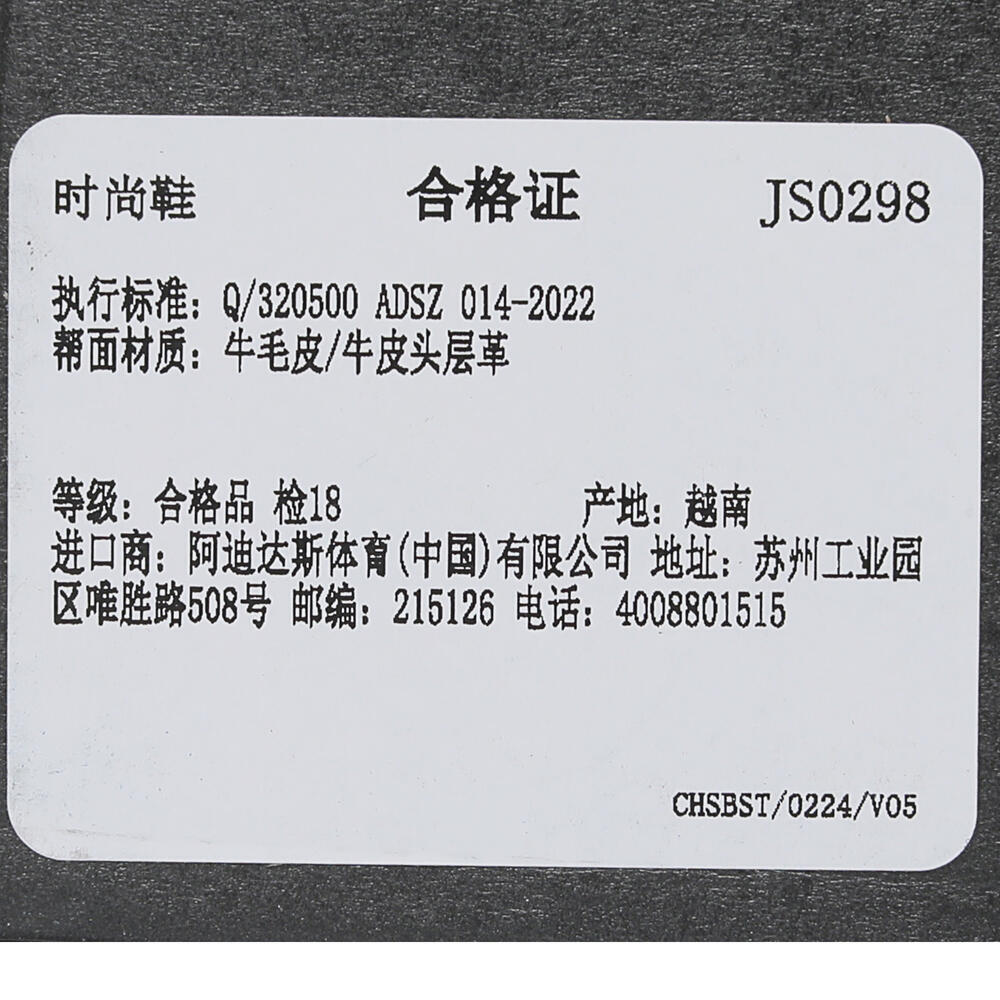 时尚鞋 合格证 JS0298
执行标准：Q/320500 ADSZ 014-2022
帮面材质：牛毛皮/牛皮头层革
等级：合格品 检18 产地：越南
进口商：阿迪达斯体育(中国)有限公司 地址：苏州工业园
区唯胜路508号 邮编：215126 电话：4008801515
CHSBST/0224/V05